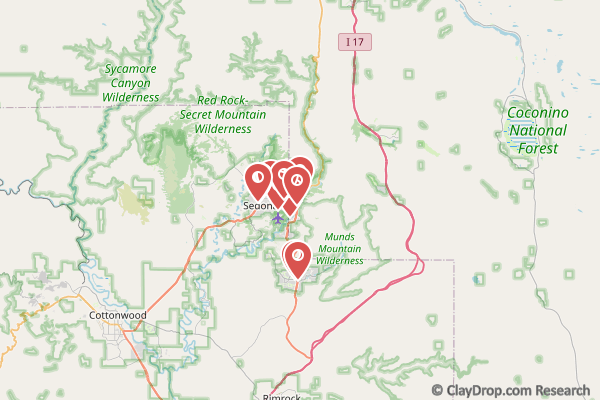 I 17
Sycamore
Canyon
Wilderness
Red Rock-
Secret Mountain
Wilderness
Coconino
National
Forest
Munds
Mountain
Wilderness
Cottonwood
Rimrock
© ClayDrop.com Research